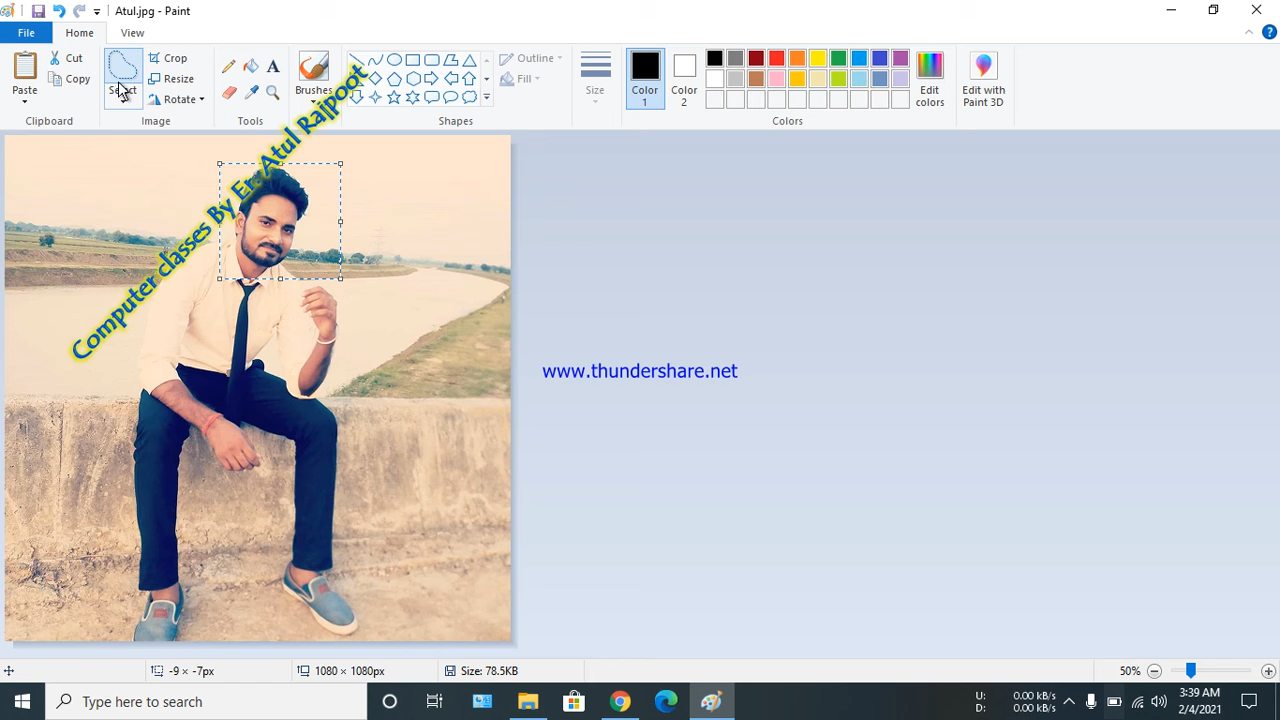 Atul.jpg - Paint
File
Home
View
Paste
Cut
Copy
Clipboard
Select
Crop
Resize
Rotate
Image
A
Tools
Brushes
Outline
Fill
Shapes
Size
Color 1
Color 2
Edit colors
Colors
Edit with Paint 3D
Computer classes By Er. Atul Rajpoot
www.thundershare.net
-9 × -7px
1080 × 1080px
Size: 78.5KB
50%
Type here to search
U: 0.00 kB/s
D: 0.00 kB/s
3:39 AM
2/4/2021